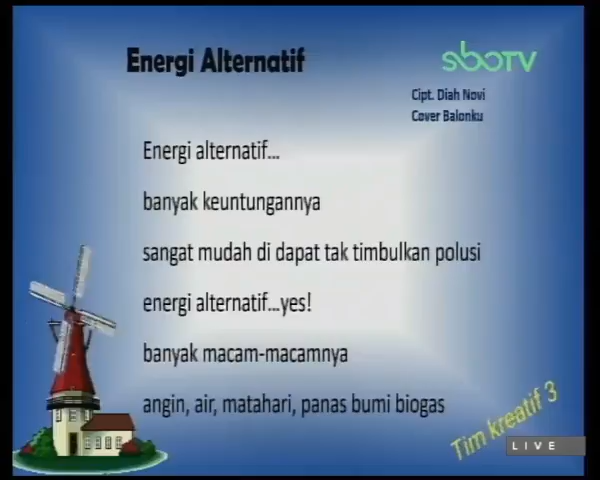 Energi Alternatif
sboTV
Cipt. Diah Novi
Cover Balonku
Energi alternatif...
banyak keuntungannya
sangat mudah di dapat tak timbulkan polusi
energi alternatif...yes!
banyak macam-macamnya
angin, air, matahari, panas bumi biogas
Tim kreatif 3
LIVE